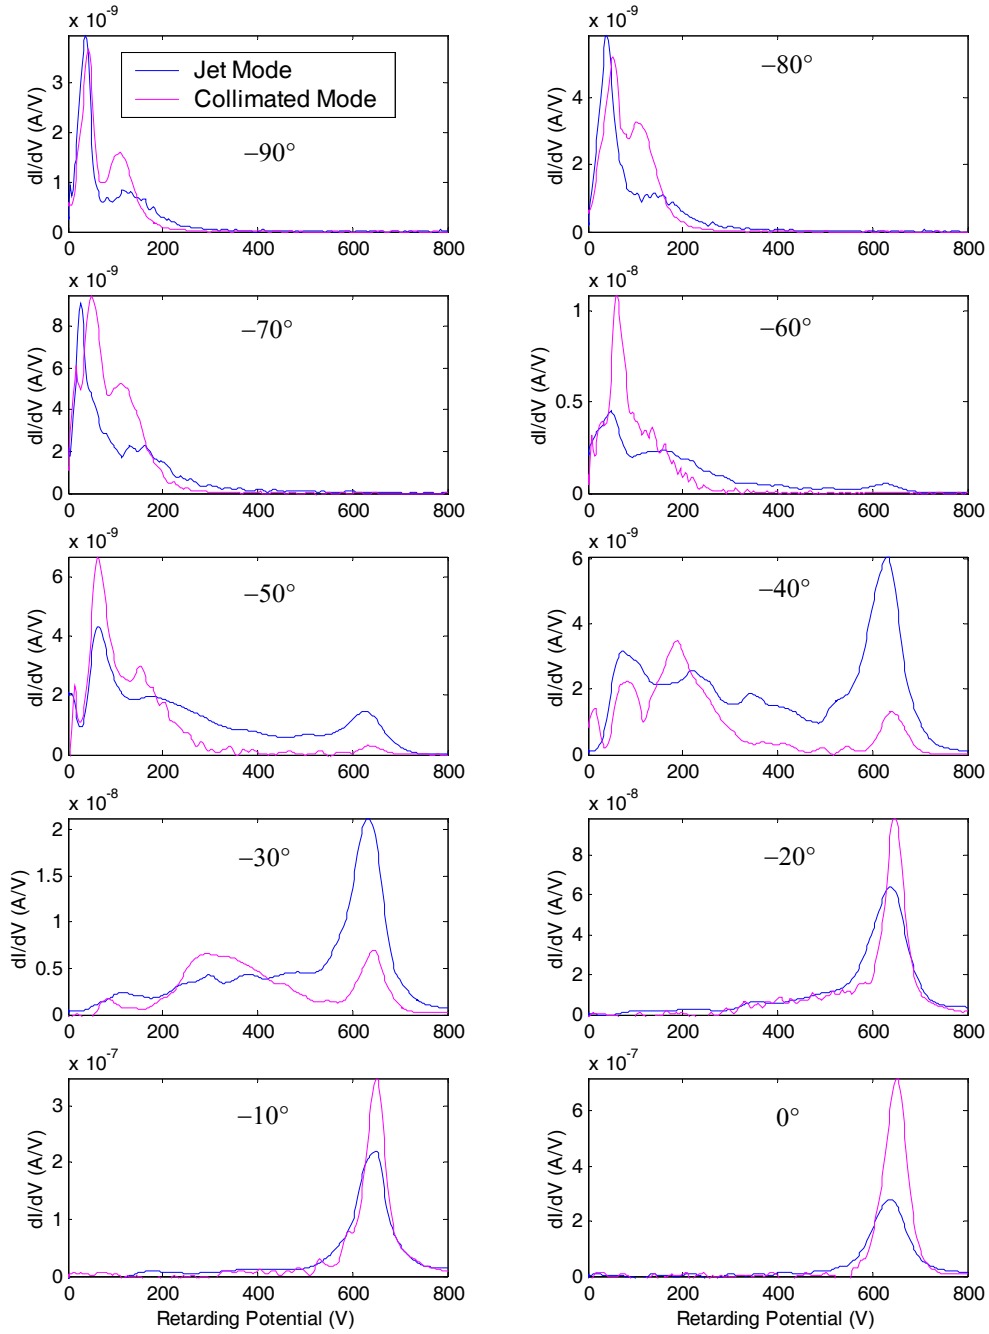 x 10⁻⁹
dI/dV (A/V)
3
2
1
0
Jet Mode
Collimated Mode
−90°
0 200 400 600 800
x 10⁻⁹
dI/dV (A/V)
4
2
0
−80°
0 200 400 600 800
x 10⁻⁹
dI/dV (A/V)
8
6
4
2
0
−70°
0 200 400 600 800
x 10⁻⁸
dI/dV (A/V)
1
0.5
0
−60°
0 200 400 600 800
x 10⁻⁹
dI/dV (A/V)
6
4
2
0
−50°
0 200 400 600 800
x 10⁻⁹
dI/dV (A/V)
6
4
2
0
−40°
0 200 400 600 800
x 10⁻⁸
dI/dV (A/V)
2
1.5
1
0.5
0
−30°
0 200 400 600 800
x 10⁻⁸
dI/dV (A/V)
8
6
4
2
0
−20°
0 200 400 600 800
x 10⁻⁷
dI/dV (A/V)
3
2
1
0
−10°
0 200 400 600 800
Retarding Potential (V)
x 10⁻⁷
dI/dV (A/V)
6
4
2
0
0°
0 200 400 600 800
Retarding Potential (V)